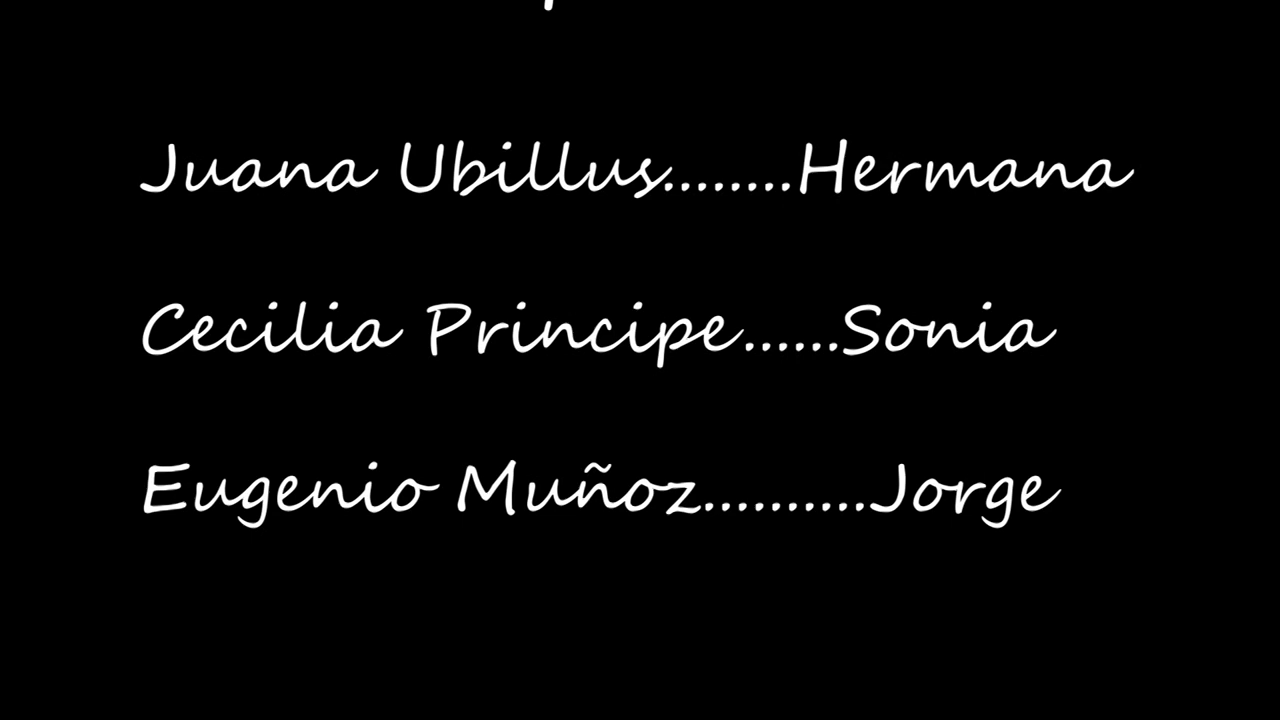 Juana Ubillus........Hermana
Cecilia Principe......Sonia
Eugenio Muñoz..........Jorge